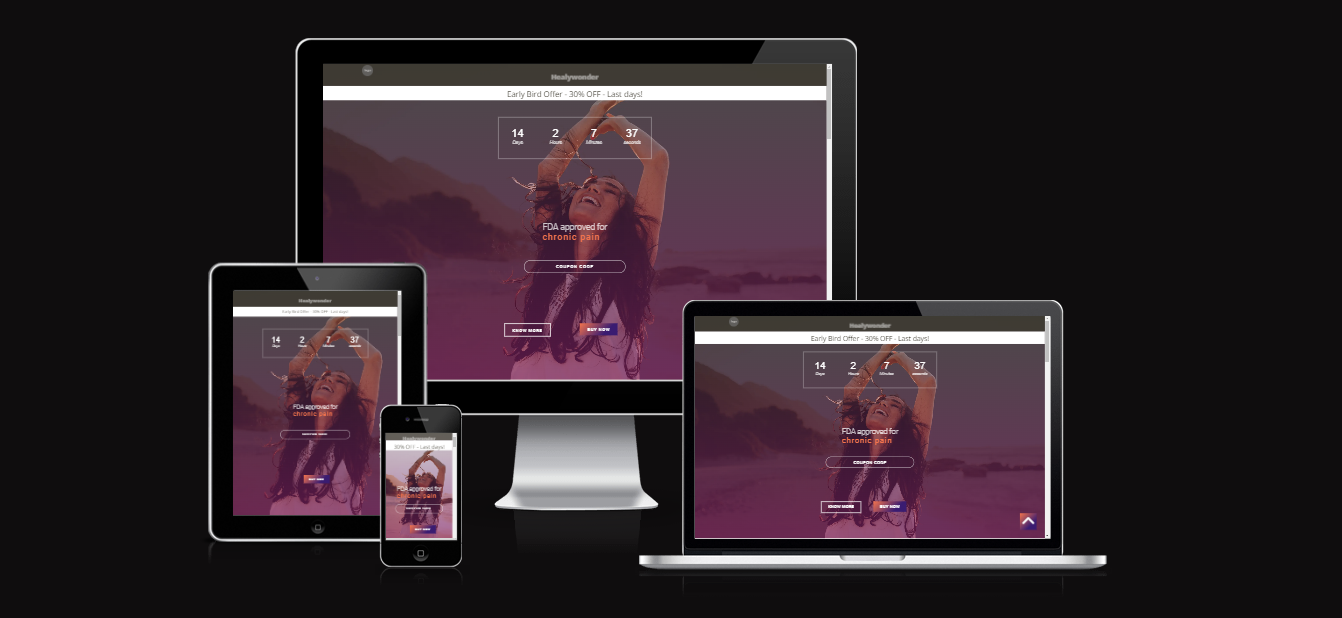 Healywonder
Early Bird Offer - 30% OFF - Last days!
14 2 7 37
Days Hours Minutes seconds
FDA approved for
chronic pain
COUPON COOP
KNOW MORE BUY NOW
Healywonder
Early Bird Offer - 30% OFF - Last days!
14 2 7 37
Days Hours Minutes seconds
FDA approved for
chronic pain
COUPON COOP
BUY NOW
Healywonder
30% OFF - Last days!
FDA approved for
chronic pain
BUY NOW
Healywonder
Early Bird Offer - 30% OFF - Last days!
14 2 7 37
Days Hours Minutes seconds
FDA approved for
chronic pain
COUPON COOP
KNOW MORE BUY NOW